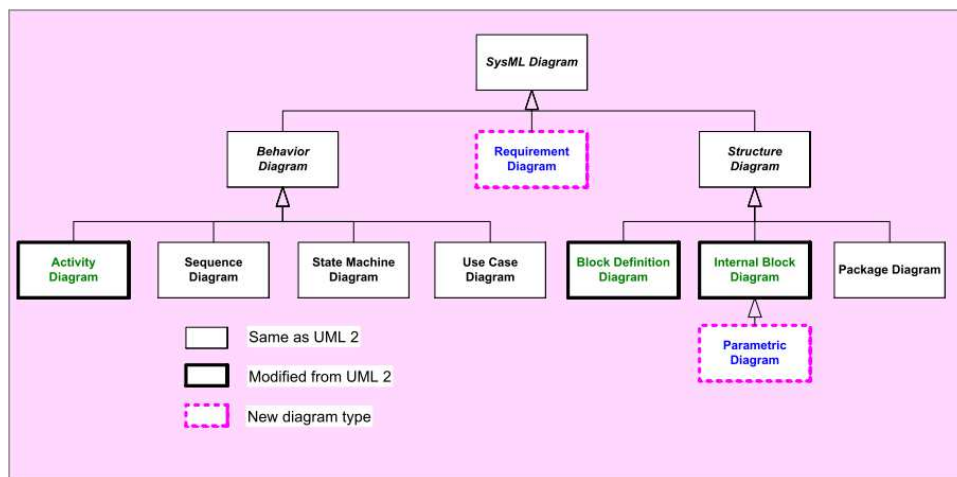 SysML Diagram
Behavior
Diagram
Requirement
Diagram
Structure
Diagram
Activity
Diagram
Sequence
Diagram
State Machine
Diagram
Use Case
Diagram
Block Definition
Diagram
Internal Block
Diagram
Package Diagram
Same as UML 2
Parametric
Diagram
Modified from UML 2
New diagram type